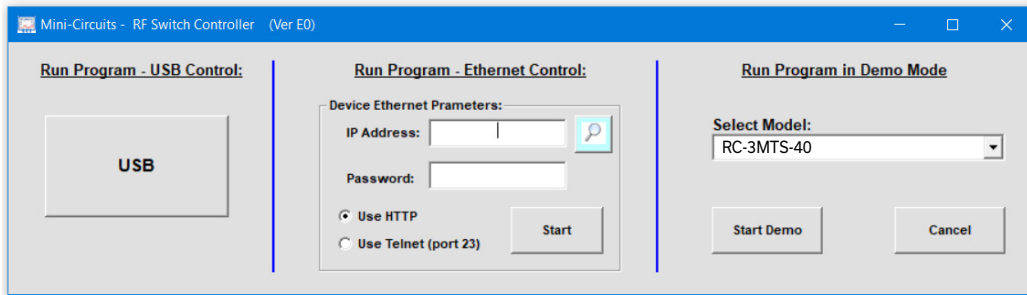 Mini-Circuits - RF Switch Controller (Ver E0)
Run Program - USB Control:
USB
Run Program - Ethernet Control:
Device Ethernet Prameters:
IP Address:
Password:
Use HTTP
Use Telnet (port 23)
Start
Run Program in Demo Mode
Select Model:
RC-3MTS-40
Start Demo
Cancel